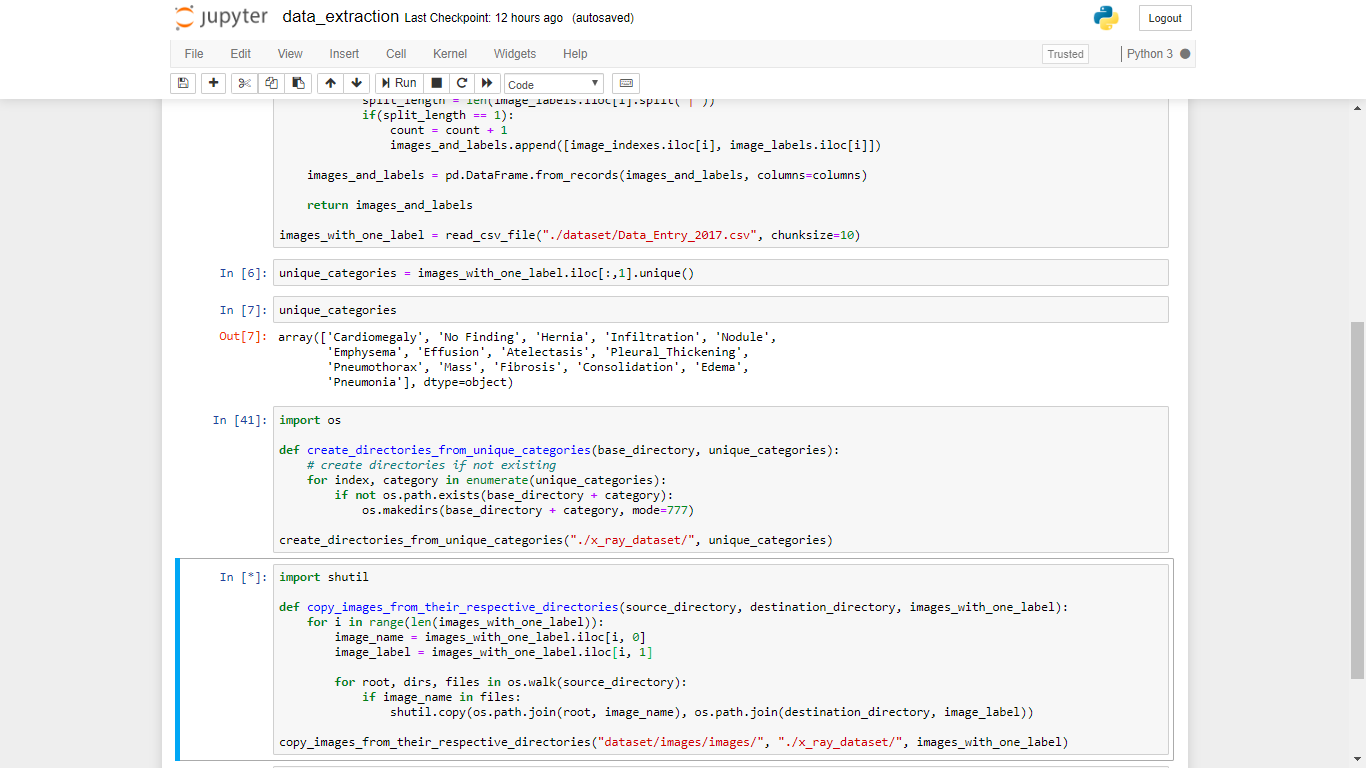 jupyter data_extraction Last Checkpoint: 12 hours ago (autosaved) Logout
File Edit View Insert Cell Kernel Widgets Help Trusted Python 3
Run Code
split_length = len(image_labels.iloc[i].split('|'))
if(split_length == 1):
count = count + 1
images_and_labels.append([image_indexes.iloc[i], image_labels.iloc[i]])
images_and_labels = pd.DataFrame.from_records(images_and_labels, columns=columns)
return images_and_labels
images_with_one_label = read_csv_file("./dataset/Data_Entry_2017.csv", chunksize=10)
In [6]: unique_categories = images_with_one_label.iloc[:,1].unique()
In [7]: unique_categories
Out[7]: array(['Cardiomegaly', 'No Finding', 'Hernia', 'Infiltration', 'Nodule',
'Emphysema', 'Effusion', 'Atelectasis', 'Pleural_Thickening',
'Pneumothorax', 'Mass', 'Fibrosis', 'Consolidation', 'Edema',
'Pneumonia'], dtype=object)
In [41]: import os
def create_directories_from_unique_categories(base_directory, unique_categories):
# create directories if not existing
for index, category in enumerate(unique_categories):
if not os.path.exists(base_directory + category):
os.makedirs(base_directory + category, mode=777)
create_directories_from_unique_categories("./x_ray_dataset/", unique_categories)
In [*]: import shutil
def copy_images_from_their_respective_directories(source_directory, destination_directory, images_with_one_label):
for i in range(len(images_with_one_label)):
image_name = images_with_one_label.iloc[i, 0]
image_label = images_with_one_label.iloc[i, 1]
for root, dirs, files in os.walk(source_directory):
if image_name in files:
shutil.copy(os.path.join(root, image_name), os.path.join(destination_directory, image_label))
copy_images_from_their_respective_directories("dataset/images/images/", "./x_ray_dataset/", images_with_one_label)